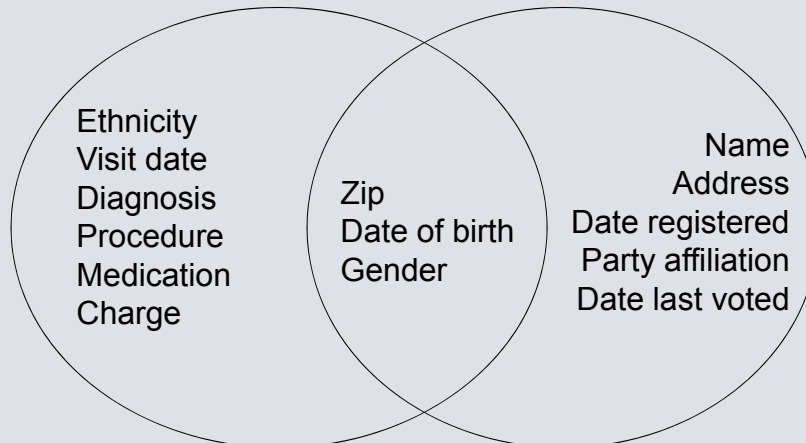 Ethnicity
Visit date
Diagnosis
Procedure
Medication
Charge
Zip
Date of birth
Gender
Name
Address
Date registered
Party affiliation
Date last voted